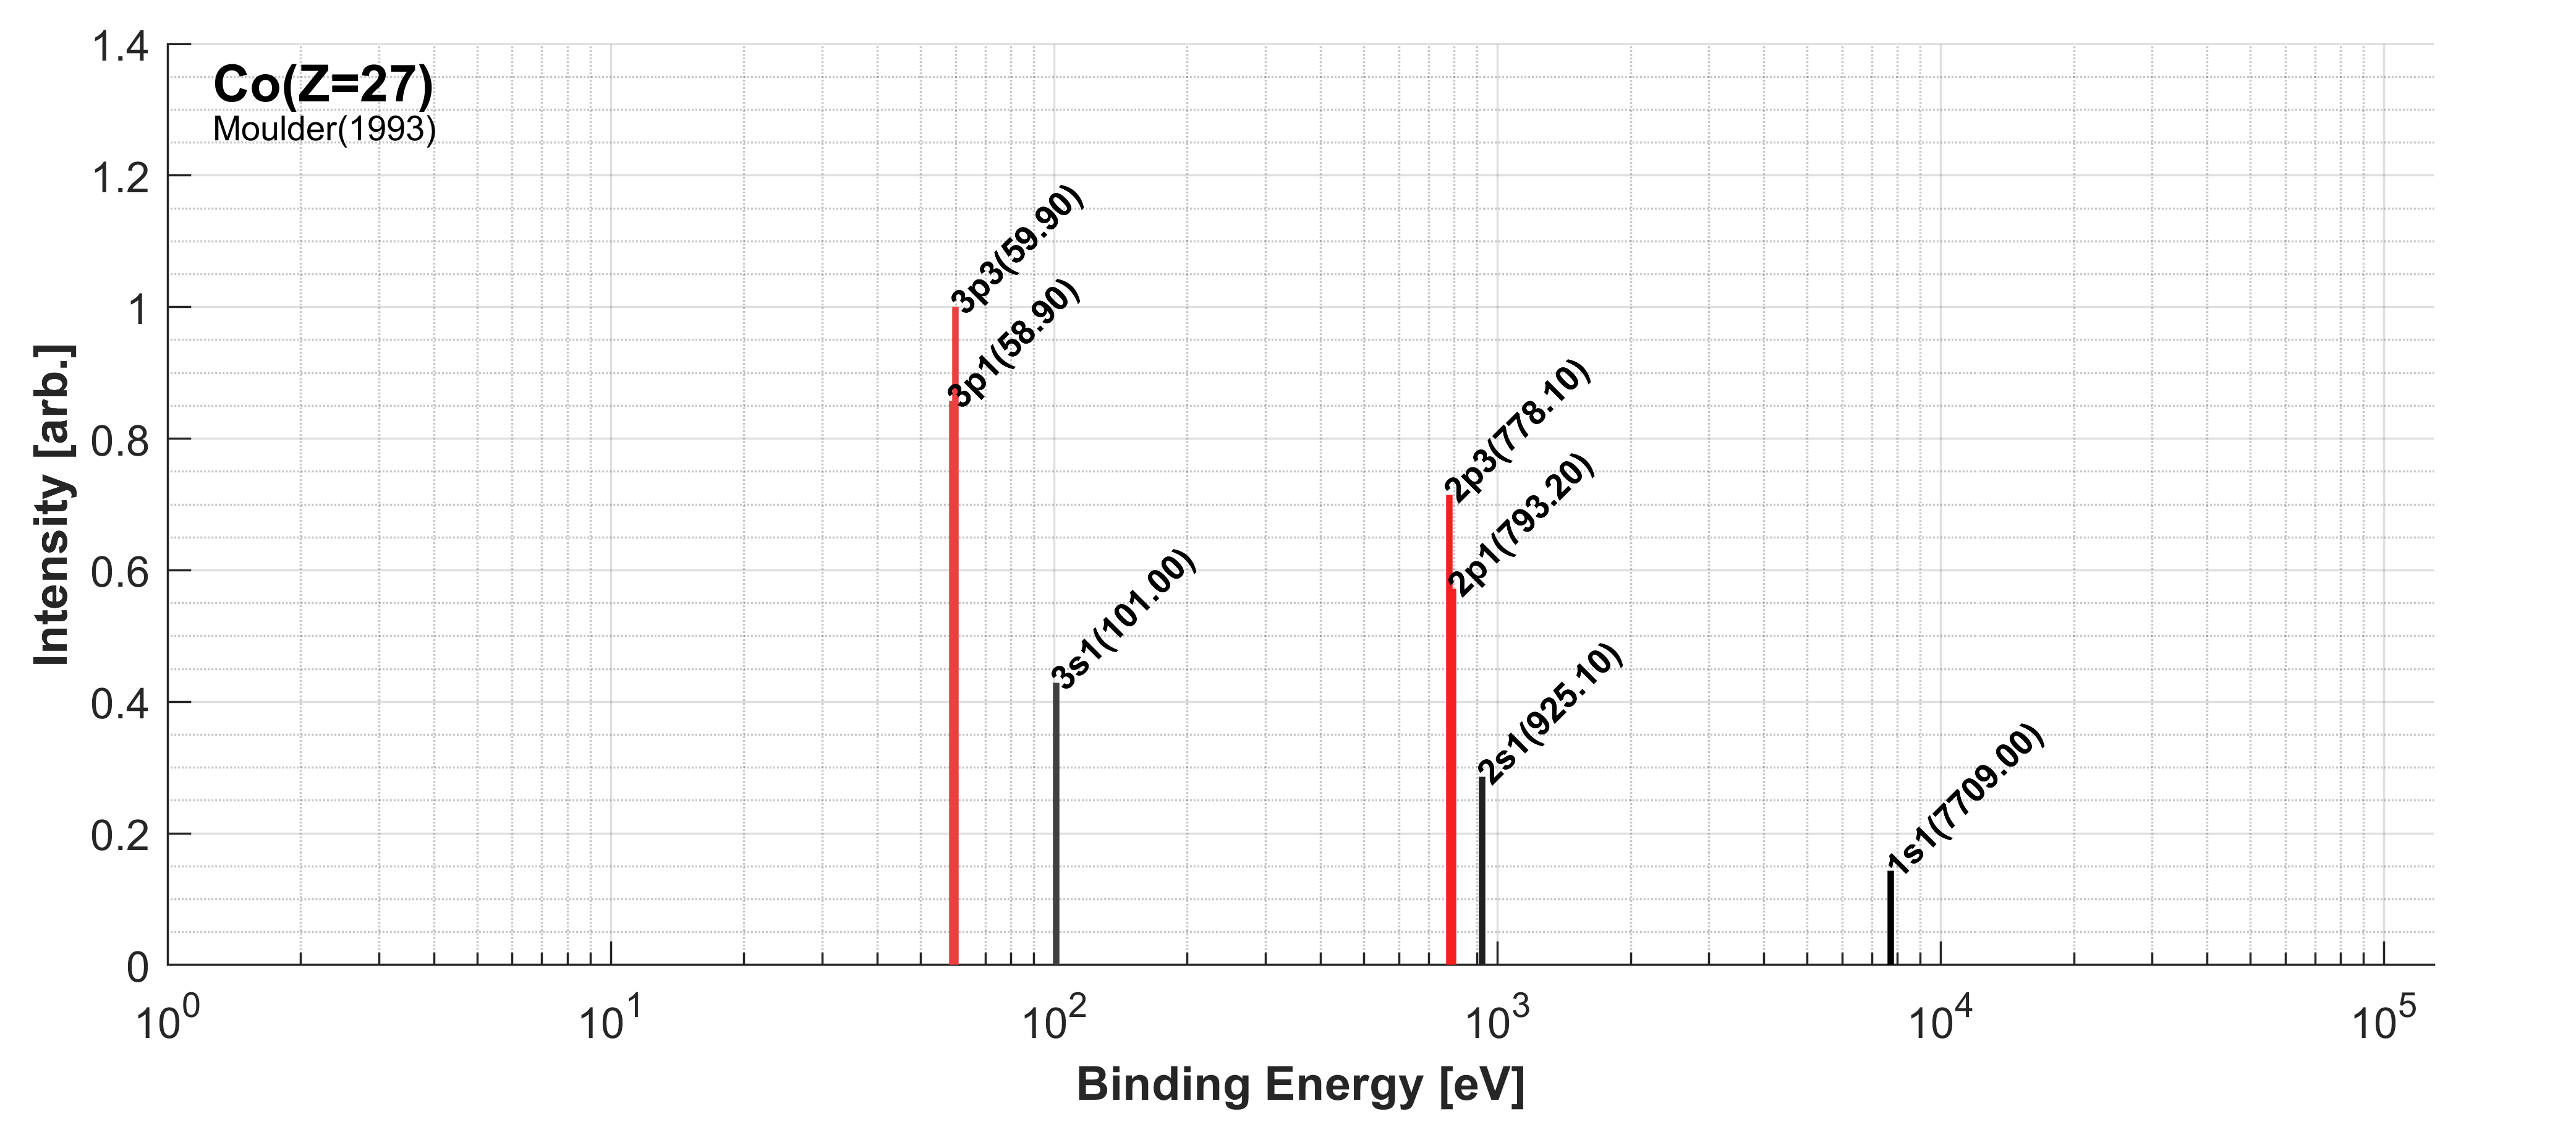 Co(Z=27)
Moulder(1993)
1.4
1.2
1
0.8
0.6
0.4
0.2
0
Intensity [arb.]
3p3(59.90)
3p1(58.90)
3s1(101.00)
2p3(778.10)
2p1(793.20)
2s1(925.10)
1s1(7709.00)
10^0 10^1 10^2 10^3 10^4 10^5
Binding Energy [eV]